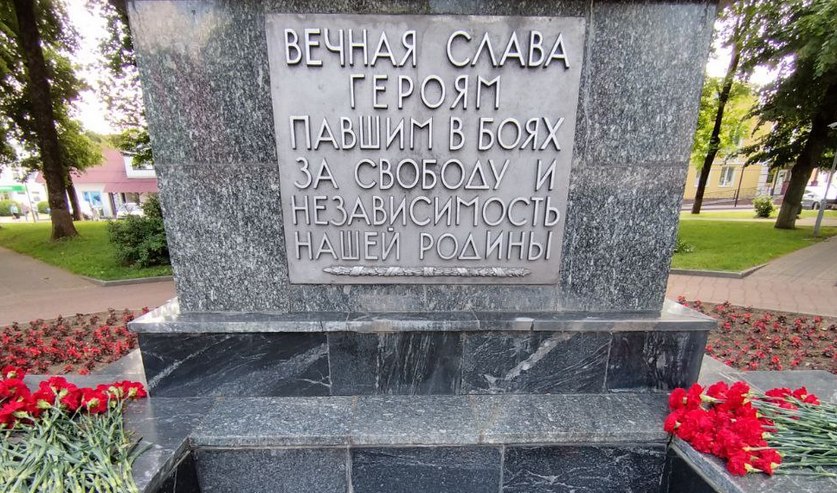 ВЕЧНАЯ СЛАВА
ГЕРОЯМ
ПАВШИМ В БОЯХ
ЗА СВОБОДУ И
НЕЗАВИСИМОСТЬ
НАШЕЙ РОДИНЫ